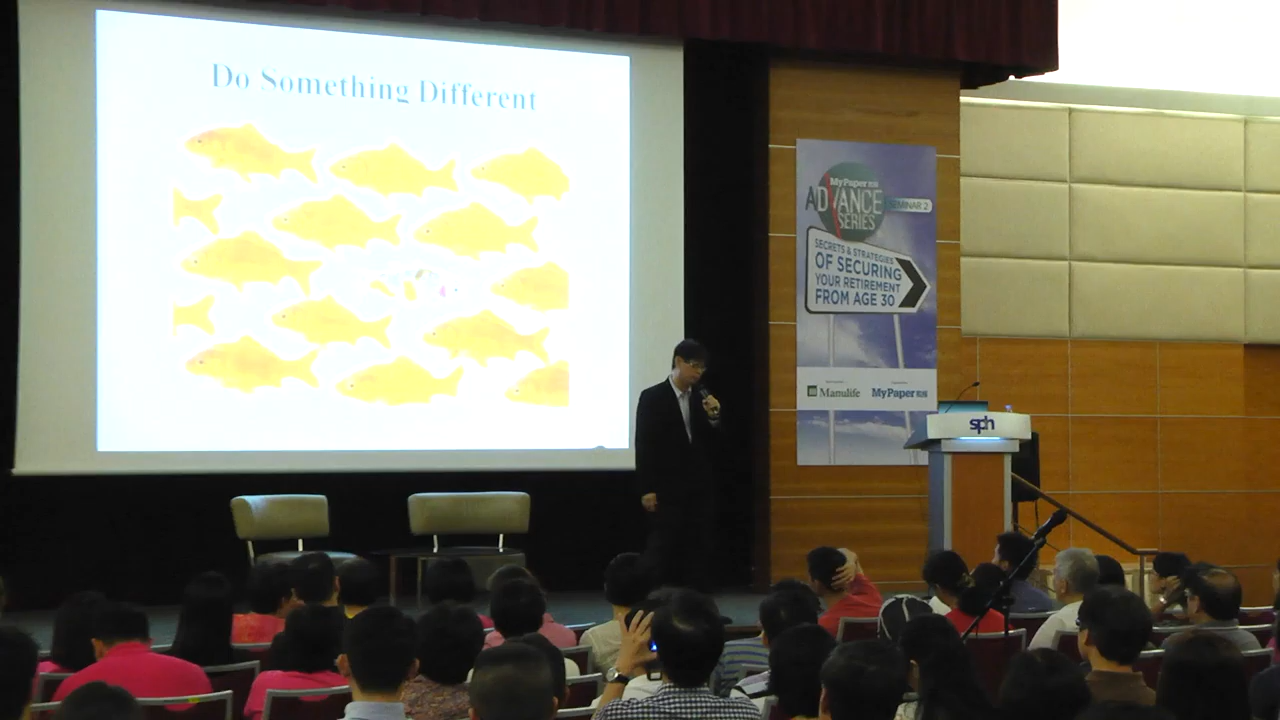 Do Something Different
MyPaper
ADVANCE
SERIES
SEMINAR 2
SECRETS & STRATEGIES
OF SECURING
YOUR RETIREMENT
FROM AGE 30
Manulife
MyPaper
sph